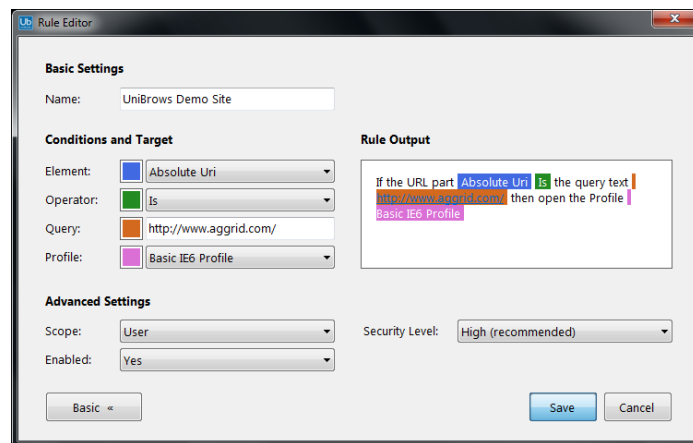 Ub Rule Editor
Basic Settings
Name: UniBrows Demo Site
Conditions and Target
Rule Output
Element: Absolute Uri
Operator: Is
Query: http://www.aggrid.com/
Profile: Basic IE6 Profile
If the URL part Absolute Uri Is the query text
http://www.aggrid.com/ then open the Profile
Basic IE6 Profile
Advanced Settings
Scope: User
Security Level: High (recommended)
Enabled: Yes
Basic «
Save
Cancel